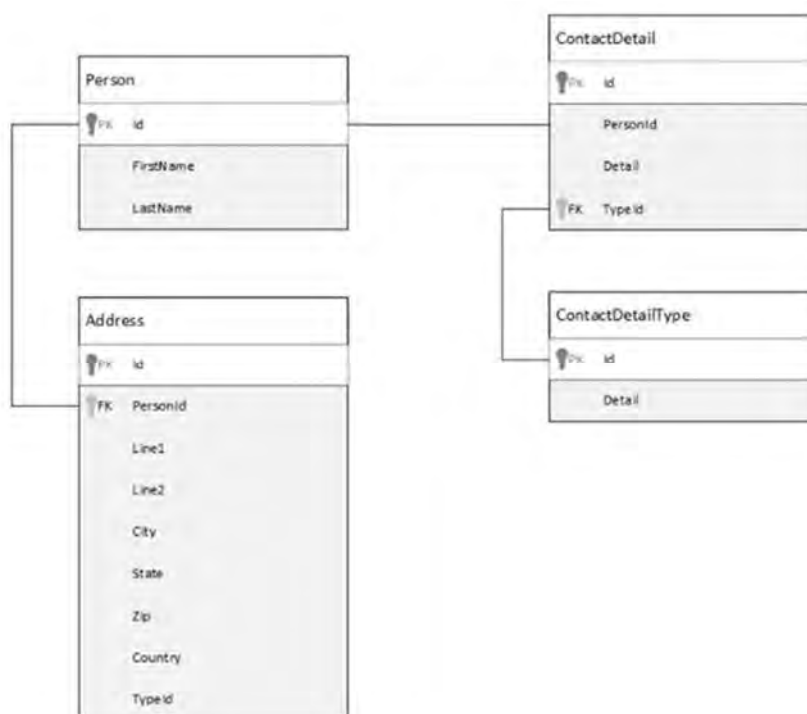 Person
PK Id
FirstName
LastName
Address
PK Id
FK PersonId
Line1
Line2
City
State
Zip
Country
TypeId
ContactDetail
PK Id
PersonId
Detail
FK TypeId
ContactDetailType
PK Id
Detail